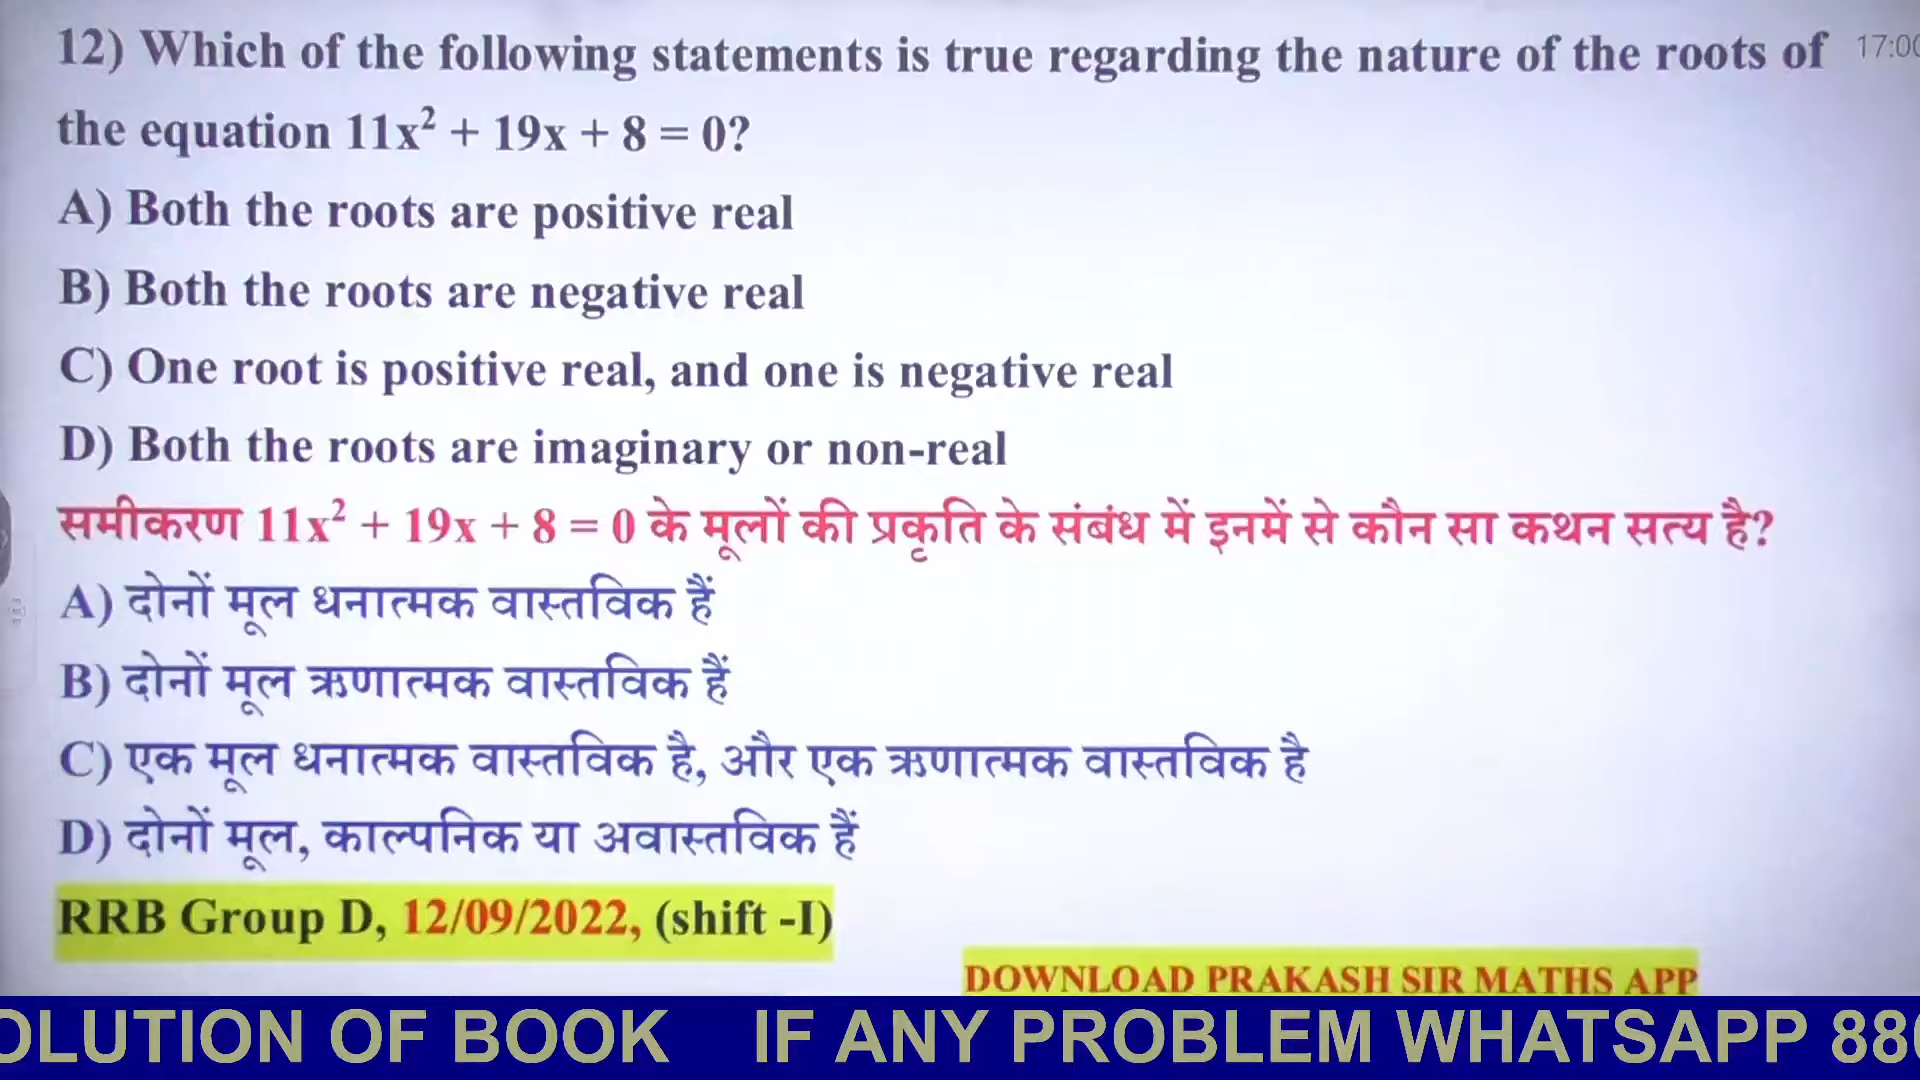 12) Which of the following statements is true regarding the nature of the roots of
17:00
the equation 11x² + 19x + 8 = 0?
A) Both the roots are positive real
B) Both the roots are negative real
C) One root is positive real, and one is negative real
D) Both the roots are imaginary or non-real
समीकरण 11x² + 19x + 8 = 0 के मूलों की प्रकृति के संबंध में इनमें से कौन सा कथन सत्य है?
A) दोनों मूल धनात्मक वास्तविक हैं
B) दोनों मूल ऋणात्मक वास्तविक हैं
C) एक मूल धनात्मक वास्तविक है, और एक ऋणात्मक वास्तविक है
D) दोनों मूल, काल्पनिक या अवास्तविक हैं
RRB Group D, 12/09/2022, (shift -I)
DOWNLOAD PRAKASH SIR MATHS APP
OLUTION OF BOOK IF ANY PROBLEM WHATSAPP 88